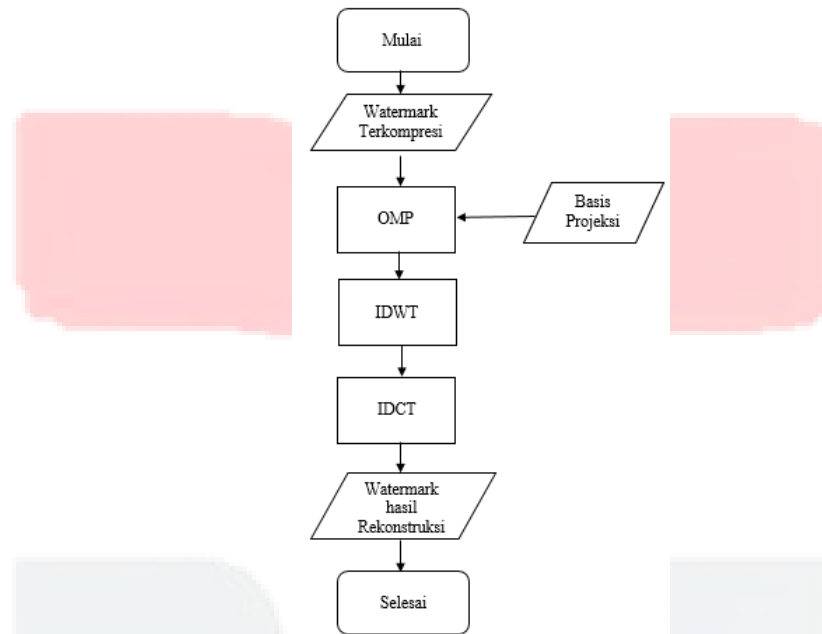 Mulai
Watermark
Terkompresi
OMP
Basis
Projeksi
IDWT
IDCT
Watermark
hasil
Rekonstruksi
Selesai